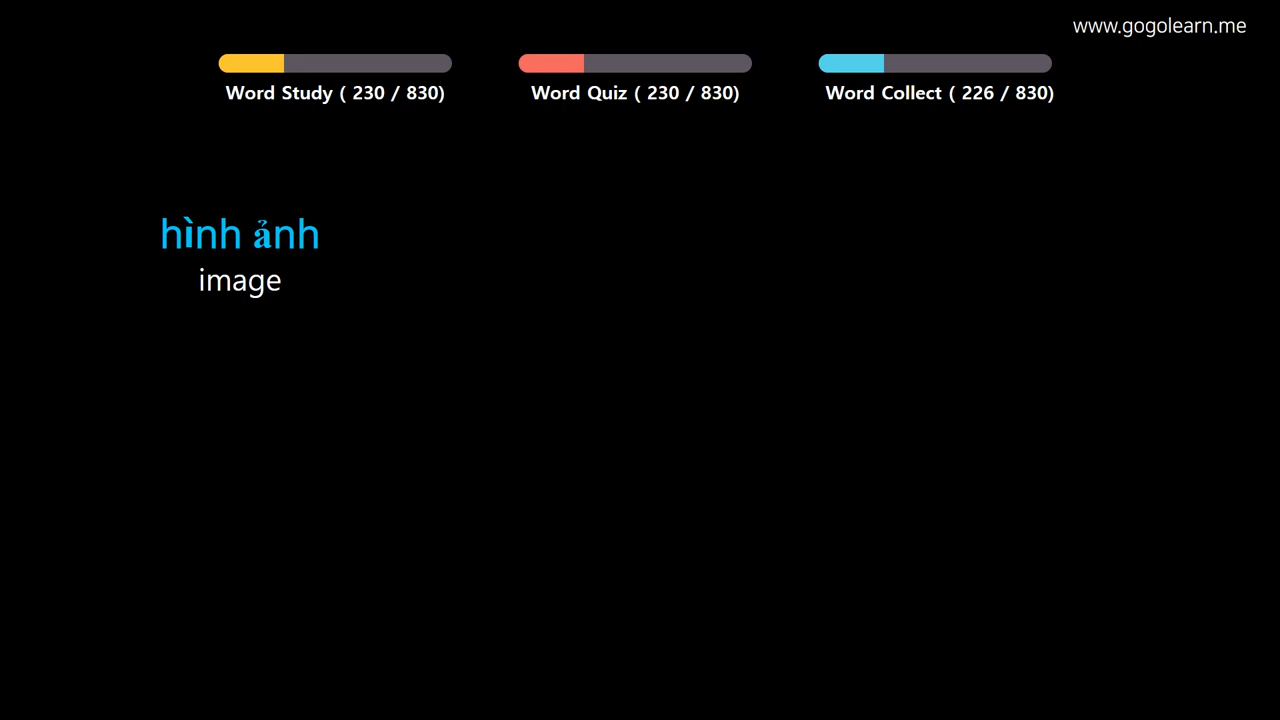 www.gogolearn.me
Word Study ( 230 / 830)
Word Quiz ( 230 / 830)
Word Collect ( 226 / 830)
hình ảnh
image